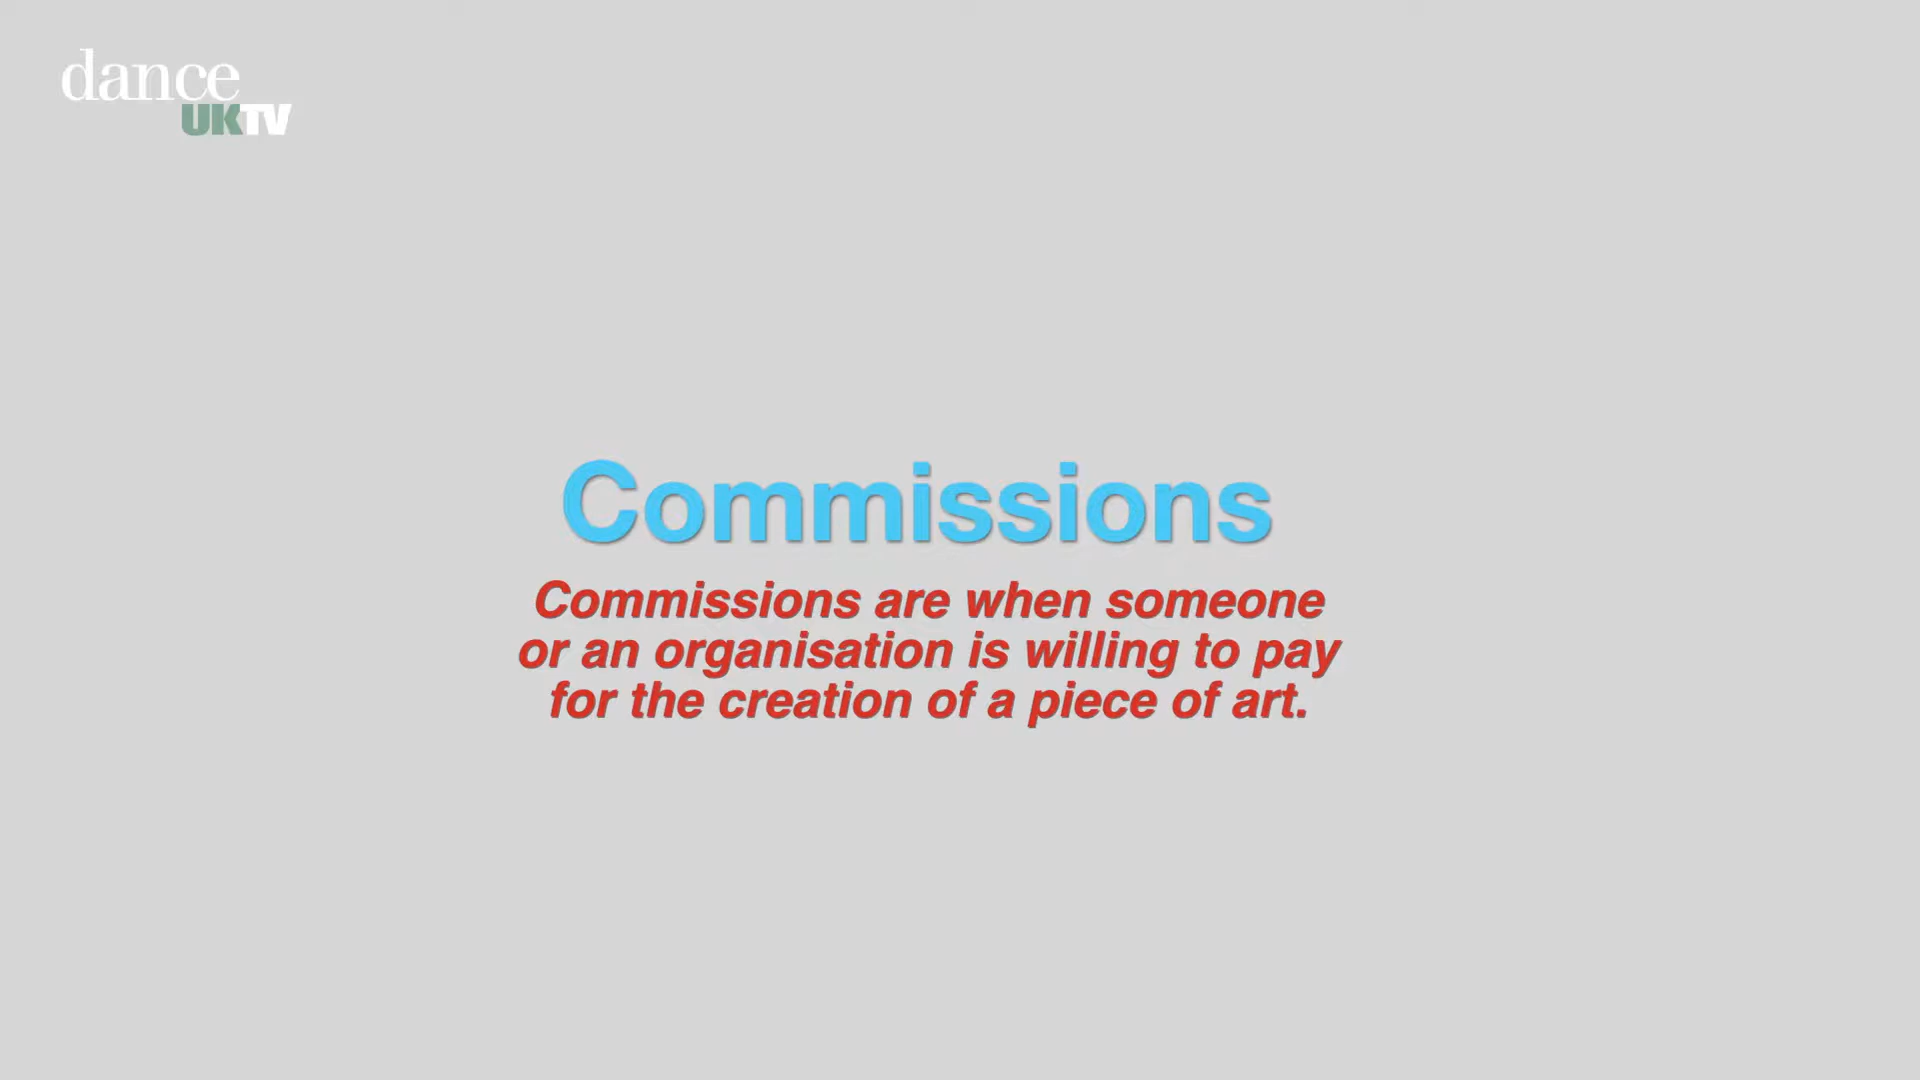 dance
UKTV
Commissions
Commissions are when someone
or an organisation is willing to pay
for the creation of a piece of art.